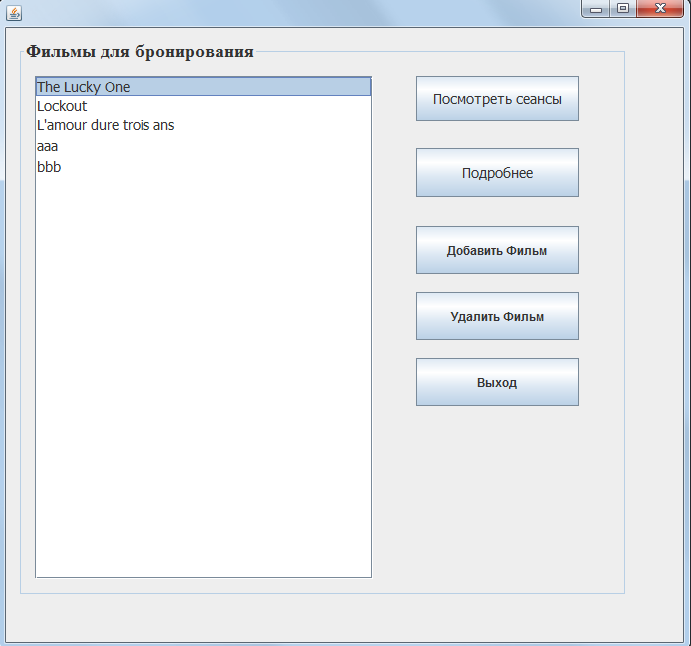 Фильмы для бронирования
The Lucky One
Lockout
L'amour dure trois ans
aaa
bbb
Посмотреть сеансы
Подробнее
Добавить Фильм
Удалить Фильм
Выход